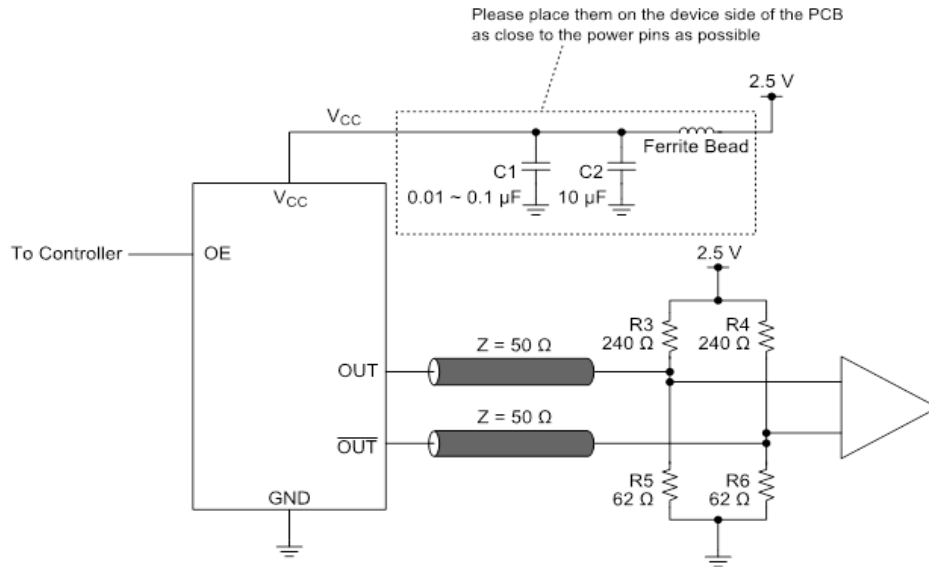 Please place them on the device side of the PCB
as close to the power pins as possible
2.5 V
VCC
Ferrite Bead
C1
0.01 ~ 0.1 µF
C2
10 µF
VCC
To Controller
OE
2.5 V
R3
240 Ω
R4
240 Ω
Z = 50 Ω
OUT
Z = 50 Ω
OUT
R5
62 Ω
R6
62 Ω
GND